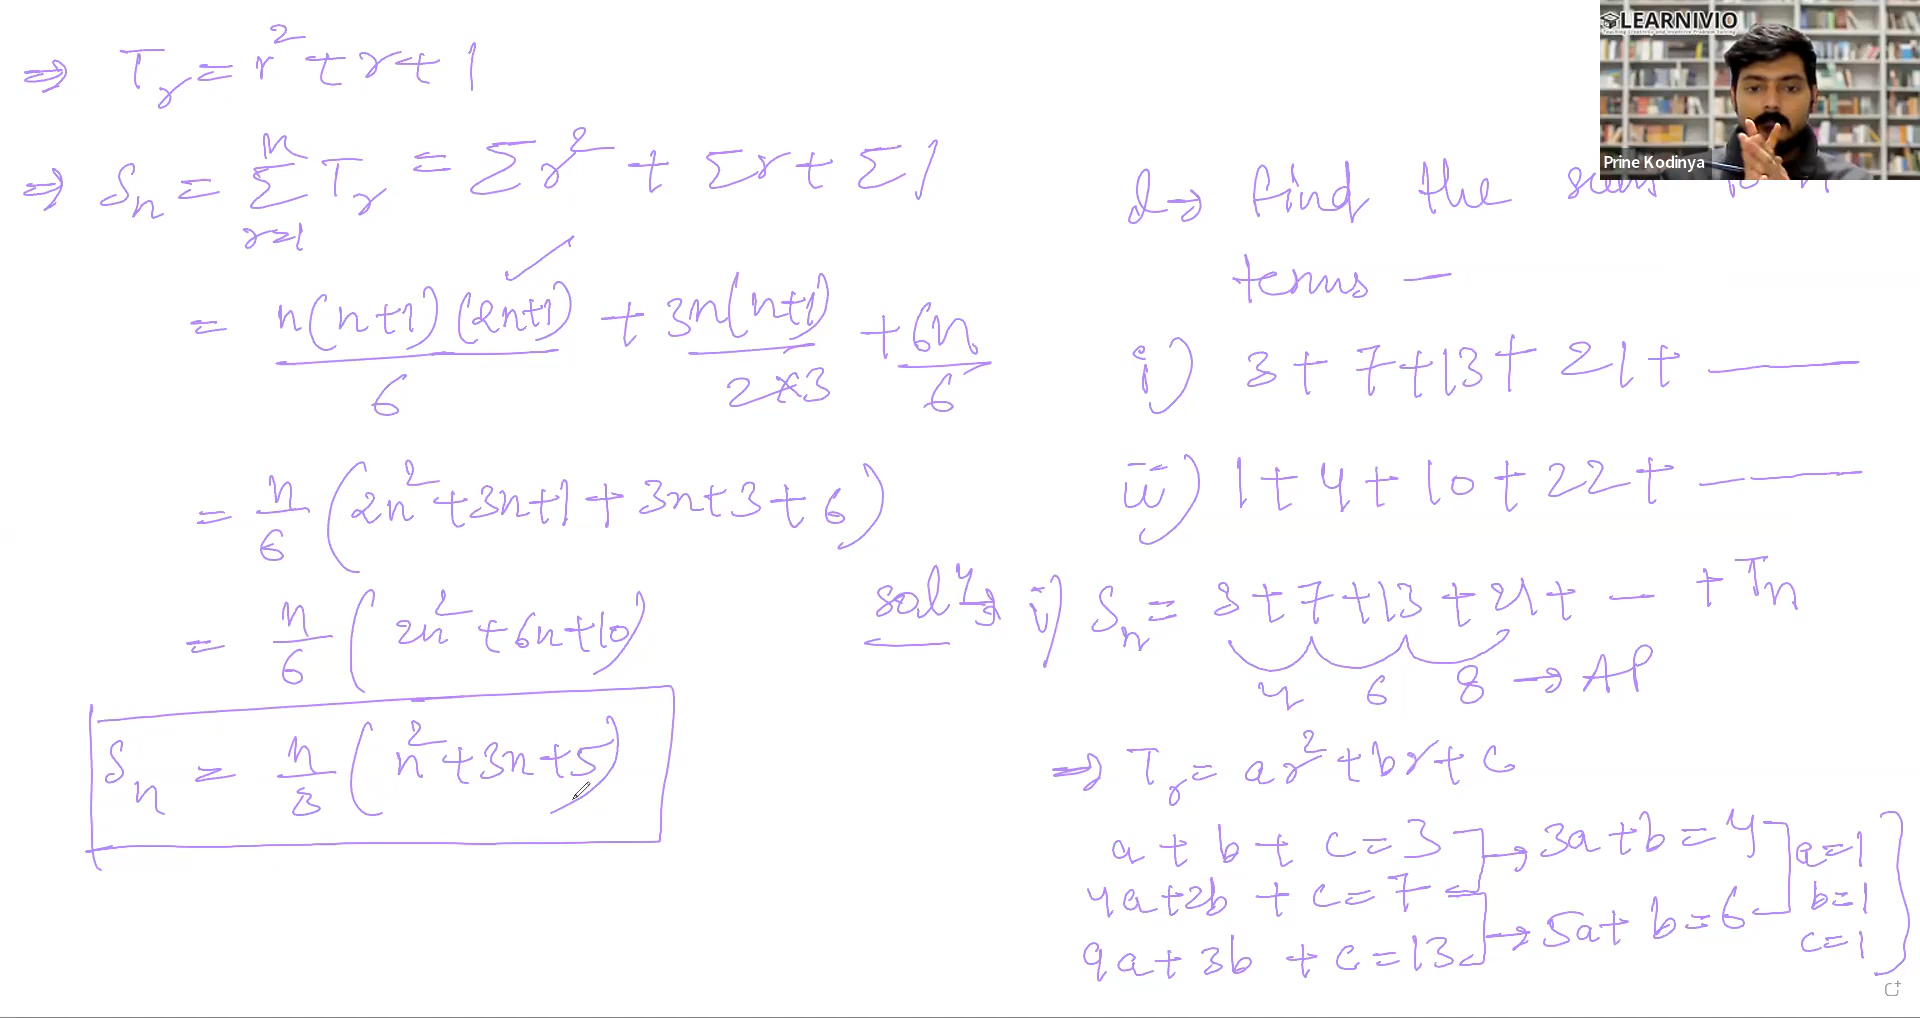 ⇒ T_r = r² + r + 1
⇒ S_n = Σ_{r=1}^{n} T_r = Σr² + Σr + Σ1
= n(n+1)(2n+1)/6 + 3n(n+1)/2×3 + 6n/6
= n/6 (2n² + 3n + 1 + 3n + 3 + 6)
= n/6 (2n² + 6n + 10)
S_n = n/3 (n² + 3n + 5)
LEARNIVIO
Prine Kodinya
→ find the
terms —
i) 3 + 7 + 13 + 21 + ———
ii) 1 + 4 + 10 + 22 + ———
solⁿ → i) S_n = 3 + 7 + 13 + 21 + — + T_n
4 6 8 → AP
⇒ T_r = ar² + br + c
a + b + c = 3 → 3a + b = 4 a = 1
4a + 2b + c = 7 b = 1
9a + 3b + c = 13 → 5a + b = 6 c = 1